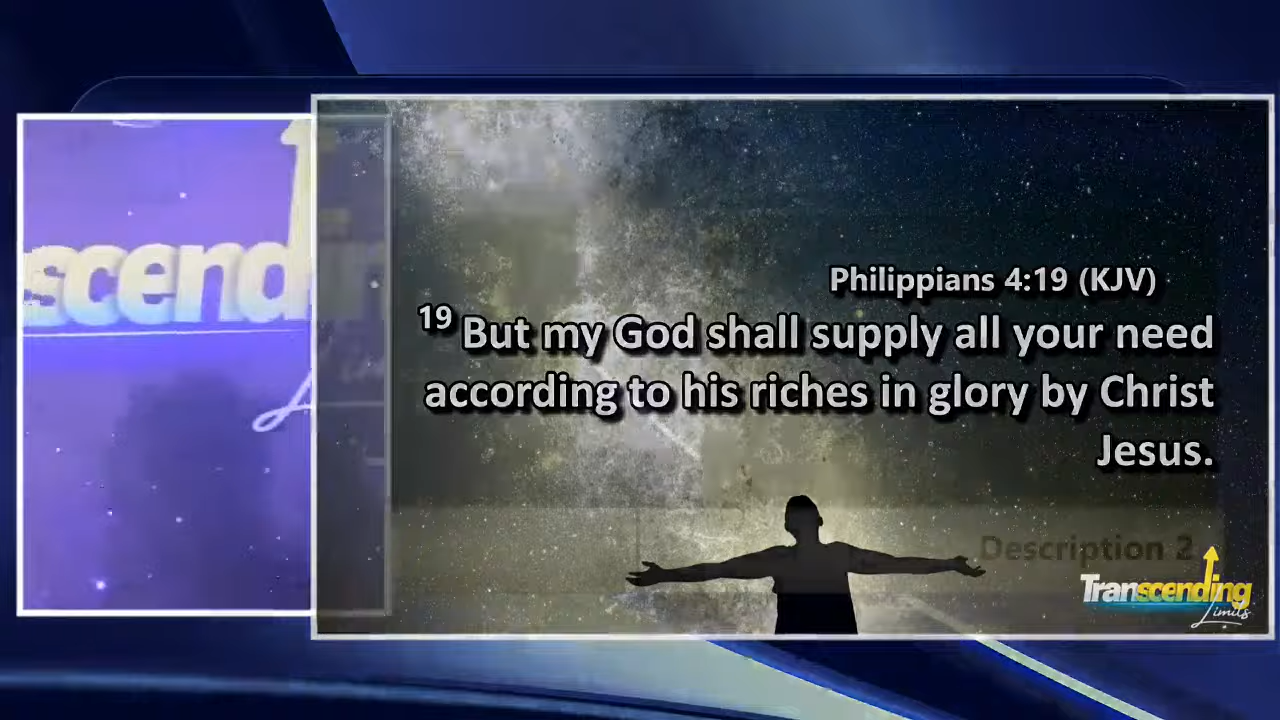 scend
Philippians 4:19 (KJV)
19 But my God shall supply all your need
according to his riches in glory by Christ
Jesus.
Description 2
Transcending
Limits